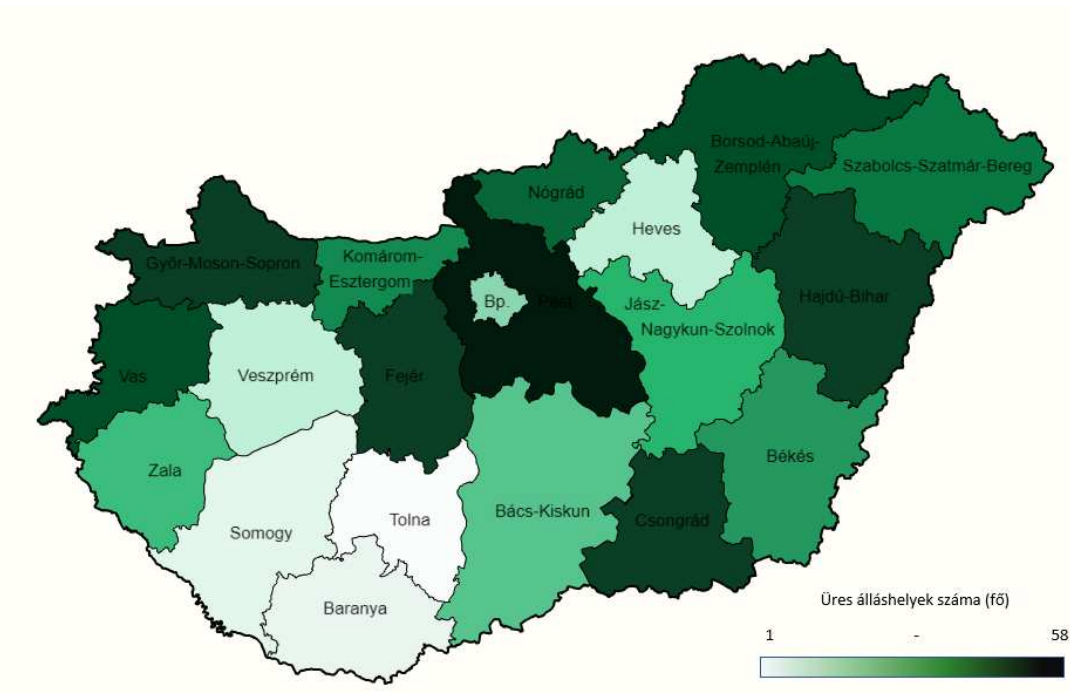 Borsod-Abaúj-
Zemplén
Szabolcs-Szatmár-Bereg
Nógrád
Heves
Győr-Moson-Sopron
Komárom-
Esztergom
Bp.
Pest
Jász-
Nagykun-Szolnok
Hajdú-Bihar
Vas
Veszprém
Fejér
Zala
Békés
Somogy
Tolna
Bács-Kiskun
Csongrád
Baranya
Üres álláshelyek száma (fő)
1 - 58